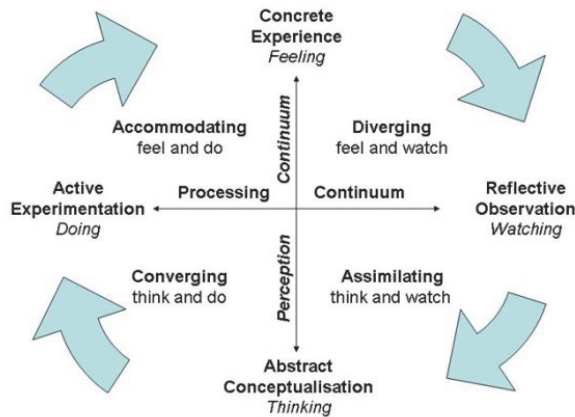 Concrete
Experience
Feeling
Accommodating
feel and do
Continuum
Diverging
feel and watch
Active
Experimentation
Doing
Processing
Continuum
Reflective
Observation
Watching
Converging
think and do
Perception
Assimilating
think and watch
Abstract
Conceptualisation
Thinking